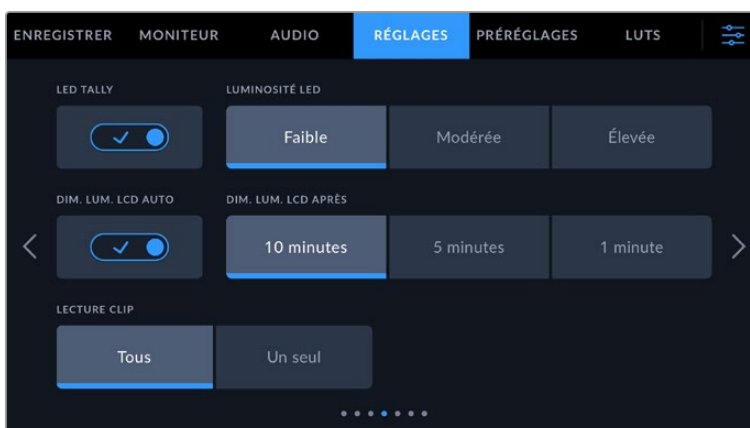 ENREGISTRER MONITEUR AUDIO RÉGLAGES PRÉRÉGLAGES LUTS
LED TALLY LUMINOSITÉ LED
Faible Modérée Élevée
DIM. LUM. LCD AUTO DIM. LUM. LCD APRÈS
10 minutes 5 minutes 1 minute
LECTURE CLIP
Tous Un seul